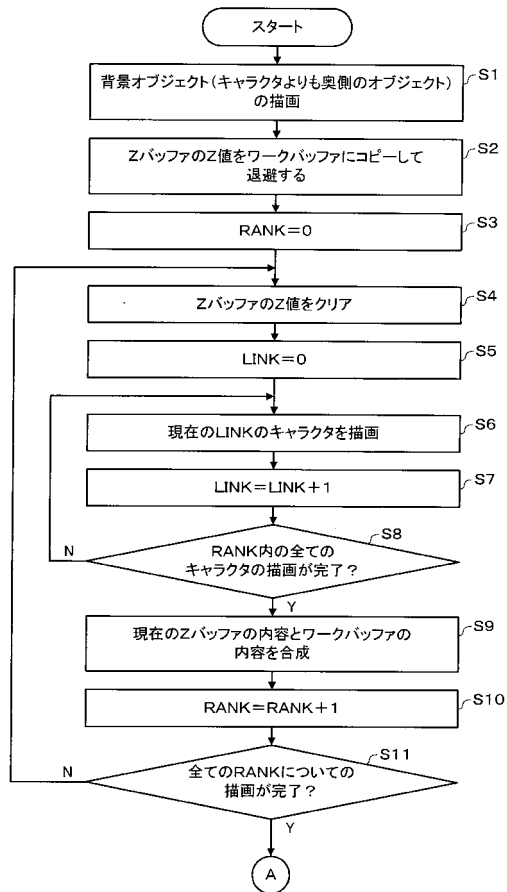 スタート
背景オブジェクト(キャラクタよりも奥側のオブジェクト)
の描画
S1
ZバッファのZ値をワークバッファにコピーして
退避する
S2
RANK=0
S3
ZバッファのZ値をクリア
S4
LINK=0
S5
現在のLINKのキャラクタを描画
S6
LINK=LINK+1
S7
RANK内の全ての
キャラクタの描画が完了?
S8
N
Y
現在のZバッファの内容とワークバッファの
内容を合成
S9
RANK=RANK+1
S10
全てのRANKについての
描画が完了?
S11
N
Y
A